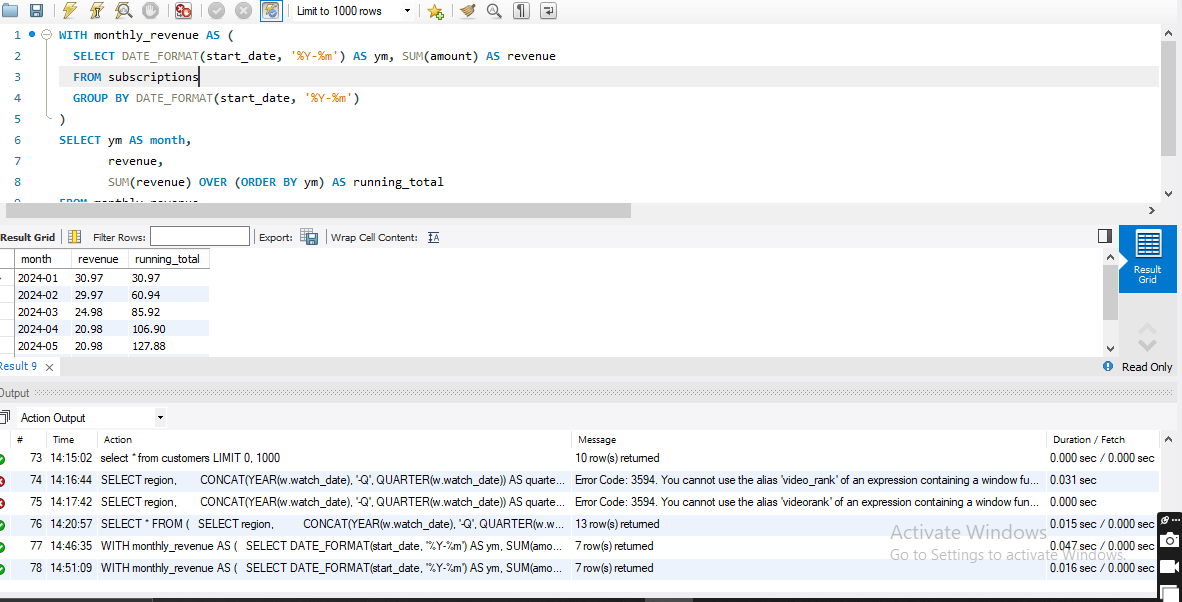 Limit to 1000 rows
1 WITH monthly_revenue AS (
2 SELECT DATE_FORMAT(start_date, '%Y-%m') AS ym, SUM(amount) AS revenue
3 FROM subscriptions
4 GROUP BY DATE_FORMAT(start_date, '%Y-%m')
5 )
6 SELECT ym AS month,
7 revenue,
8 SUM(revenue) OVER (ORDER BY ym) AS running_total
Result Grid Filter Rows: Export: Wrap Cell Content:
month revenue running_total
2024-01 30.97 30.97
2024-02 29.97 60.94
2024-03 24.98 85.92
2024-04 20.98 106.90
2024-05 20.98 127.88
Result Grid
Result 9 Read Only
Output
Action Output
# Time Action Message Duration / Fetch
73 14:15:02 select * from customers LIMIT 0, 1000 10 row(s) returned 0.000 sec / 0.000 sec
74 14:16:44 SELECT region, CONCAT(YEAR(w.watch_date), '-Q', QUARTER(w.watch_date)) AS quarte... Error Code: 3594. You cannot use the alias 'video_rank' of an expression containing a window fu... 0.031 sec
75 14:17:42 SELECT region, CONCAT(YEAR(w.watch_date), '-Q', QUARTER(w.watch_date)) AS quarte... Error Code: 3594. You cannot use the alias 'videorank' of an expression containing a window fun... 0.000 sec
76 14:20:57 SELECT * FROM ( SELECT region, CONCAT(YEAR(w.watch_date), '-Q', QUARTER(w.w... 13 row(s) returned 0.015 sec / 0.000 sec
77 14:46:35 WITH monthly_revenue AS ( SELECT DATE_FORMAT(start_date, '%Y-%m') AS ym, SUM(amo... 7 row(s) returned 0.047 sec / 0.000 sec
78 14:51:09 WITH monthly_revenue AS ( SELECT DATE_FORMAT(start_date, '%Y-%m') AS ym, SUM(amo... 7 row(s) returned 0.016 sec / 0.000 sec
Activate Windows
Go to Settings to activate Windows.